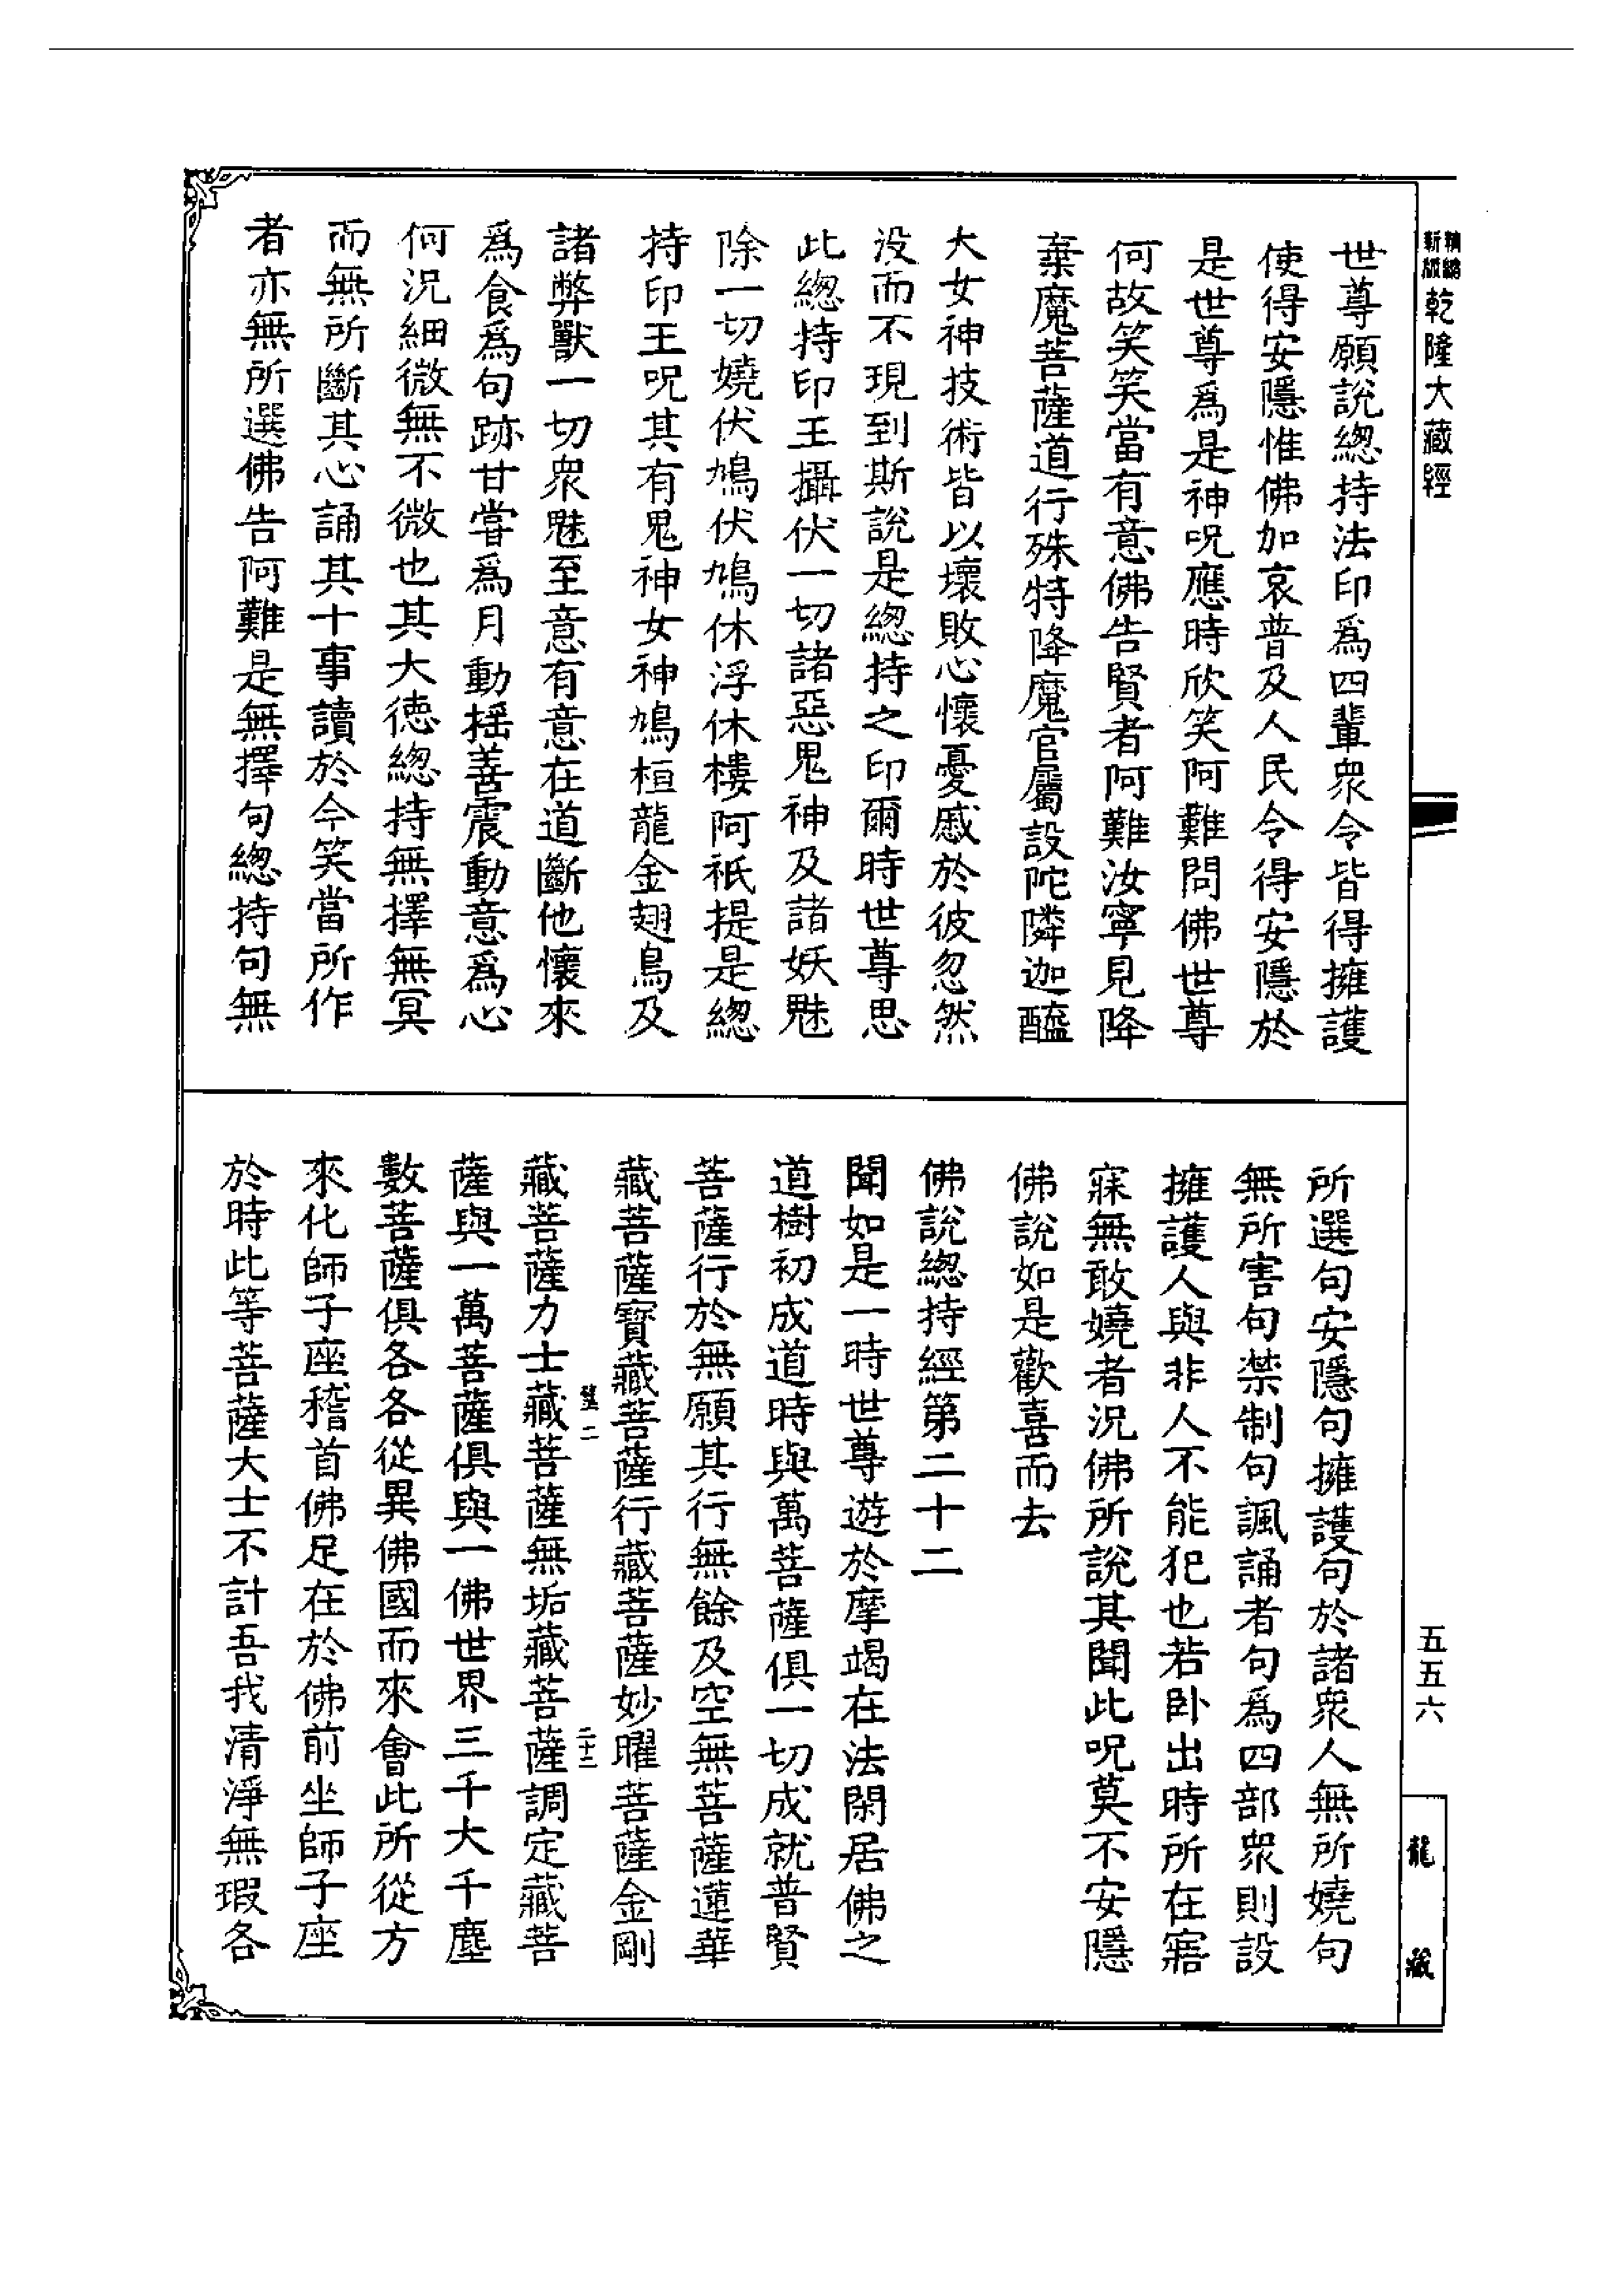 新版
精縮
乾隆大藏經
世尊願說總持法印爲四輩衆令皆得擁護
使得安隱惟佛加哀普及人民令得安隱於
是世尊爲是神呪應時欣笑阿難問佛世尊
何故笑笑當有意佛告賢者阿難汝寧見降
棄魔菩薩道行殊特降魔官屬設陀隣迦醯
大女神技術皆以壞敗心懷憂慼於彼忽然
没而不現到斯說是總持之印爾時世尊思
此總持印王攝伏一切諸惡鬼神及諸妖魅
除一切嬈伏鳩伏鳩休浮休樓阿祇提是總
持印王呪其有鬼神女神鳩桓龍金翅鳥及
諸弊獸一切衆魅至意有意在道斷他懷來
爲食爲句跡甘嘗爲月動搖善震動意爲心
何況細微無不微也其大德總持無擇無冥
而無所斷其心誦其十事讀於今笑當所作
者亦無所選佛告阿難是無擇句總持句無
所選句安隱句擁護句於諸衆人無所嬈句
無所害句禁制句諷誦者句爲四部衆則設
擁護人與非人不能犯也若卧出時所在寤
寐無敢嬈者況佛所說其聞此呪莫不安隱
佛說如是歡喜而去
佛說總持經第二十二
聞如是一時世尊遊於摩竭在法閑居佛之
道樹初成道時與萬菩薩俱一切成就普賢
菩薩行於無願其行無餘及空無菩薩蓮華
藏菩薩寶藏菩薩行藏菩薩妙曜菩薩金剛
藏菩薩力士藏菩薩無垢藏菩薩調定藏菩
薩與一萬菩薩俱與一佛世界三千大千塵
數菩薩俱各各從異佛國而來會此所從方
來化師子座稽首佛足在於佛前坐師子座
於時此等菩薩大士不計吾我清淨無瑕各
二
二十二
五五六
龍藏